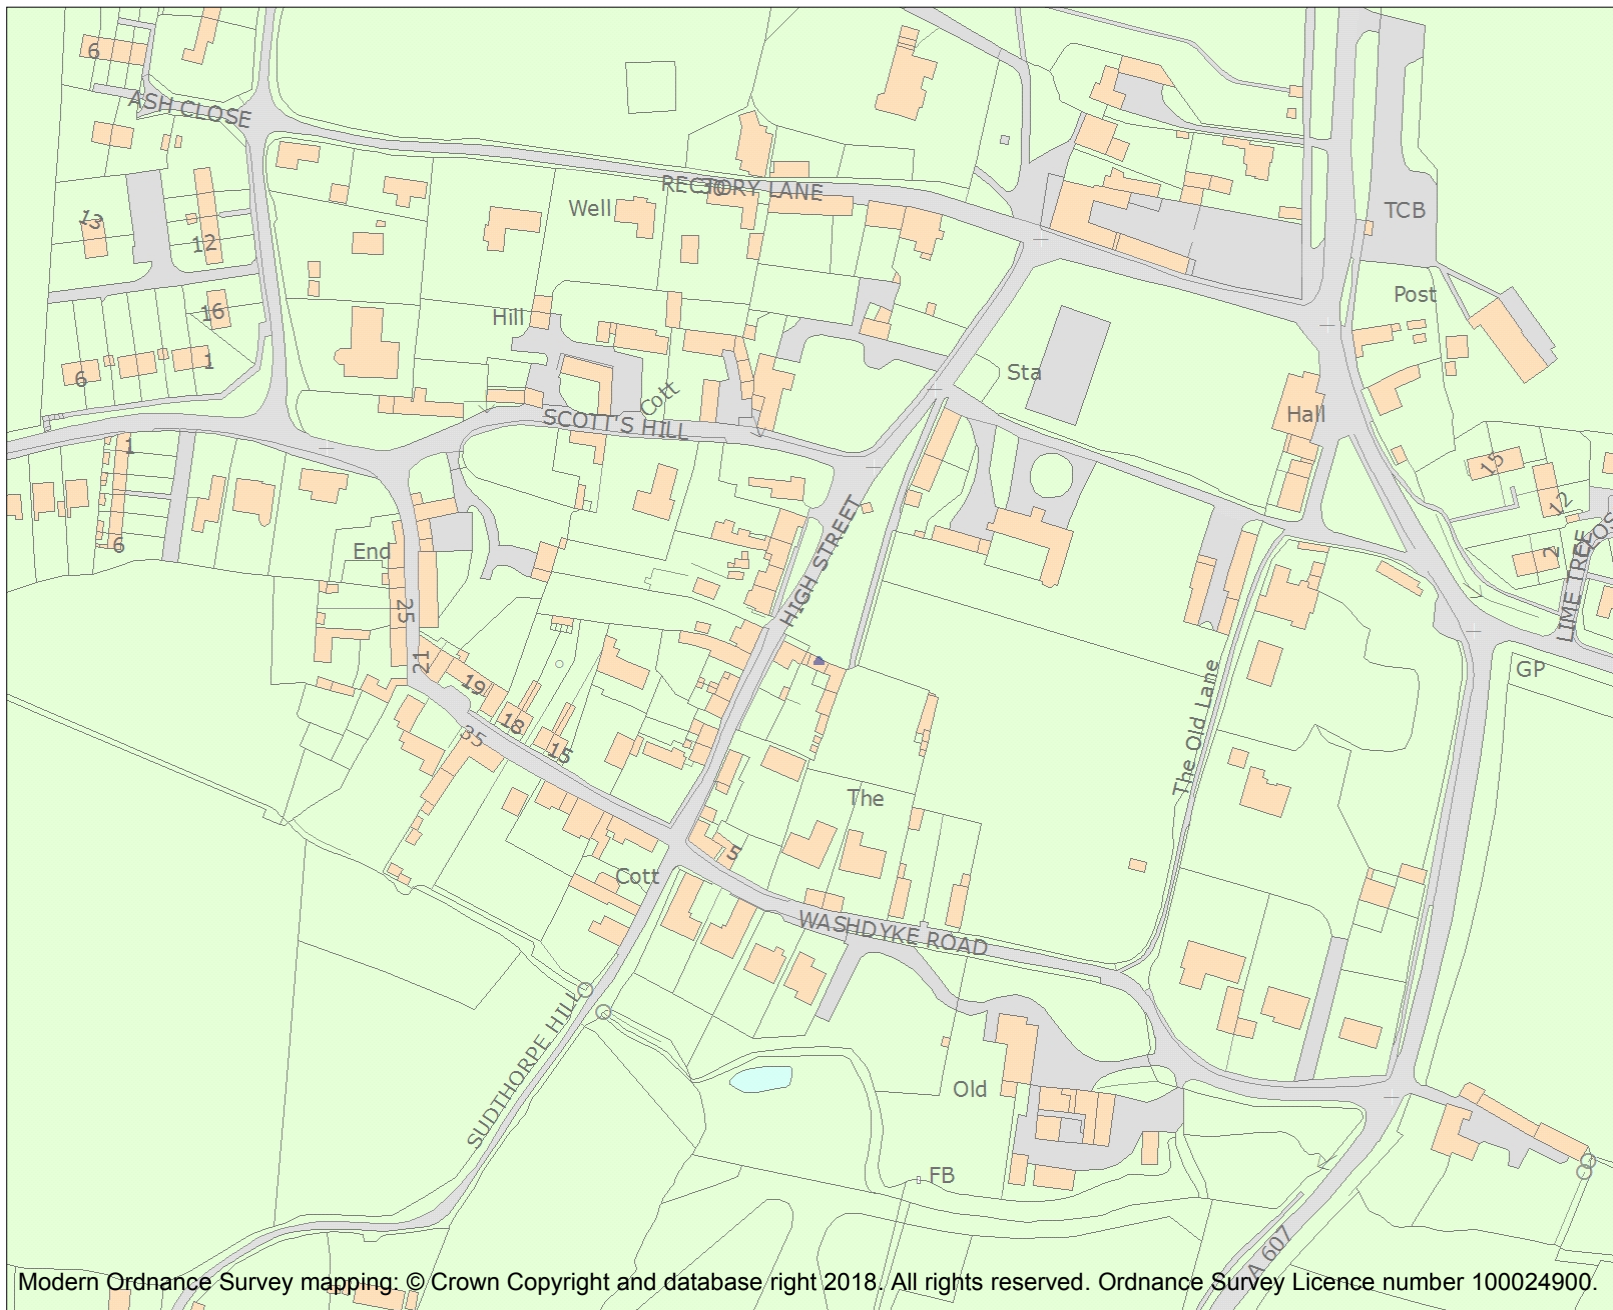 6
ASH CLOSE
RECTORY LANE
30
13
12
Well
TCB
16
Hill
Post
6
1
Cott
Sta
SCOTT'S HILL
Hall
1
15
12
6
End
HIGH STREET
2
LIME TREE
25
21
GP
19
18
35
15
The Old Lane
The
5
Cott
WASHDYKE ROAD
SUDTHORPE HILL
Old
FB
A 607
Modern Ordnance Survey mapping: © Crown Copyright and database right 2018. All rights reserved. Ordnance Survey Licence number 100024900.